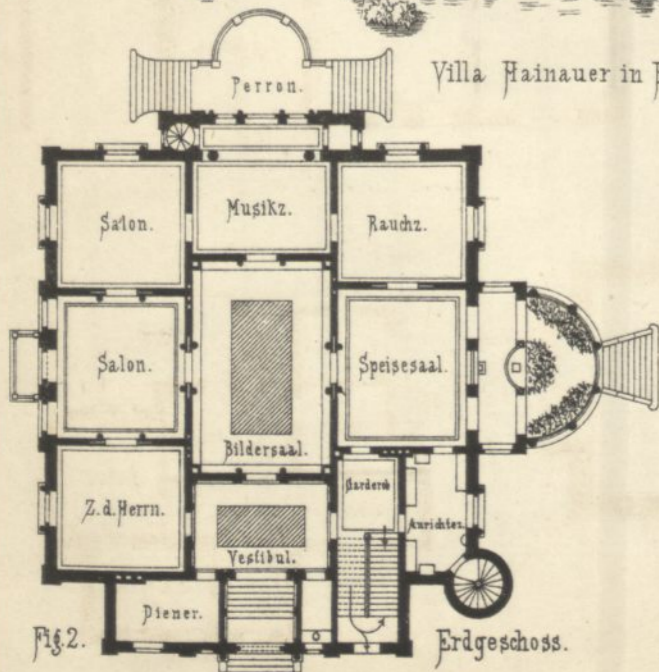 Perron.
Villa Hainauer in
Salon.
Musikz.
Rauchz.
Salon.
Speisesaal.
Bildersaal.
Z. d. Herrn.
Garderob
Anrichtez.
Vestibul.
Diener.
Fig. 2.
Erdgeschoss.